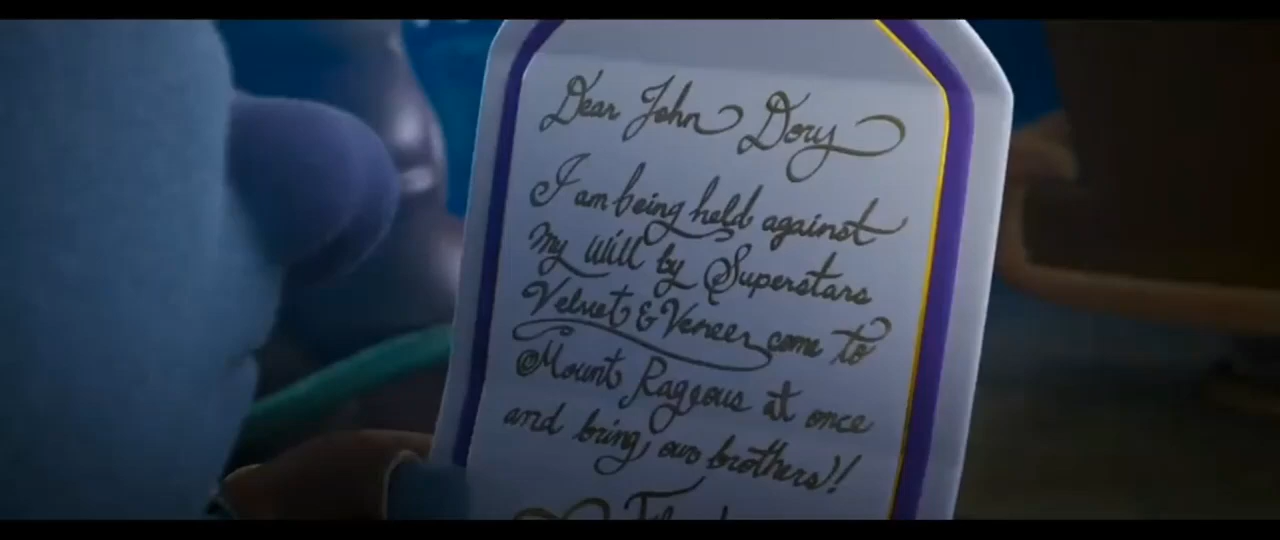 Dear John Dory
I am being held against
my will by Superstars
Velvet & Veneer come to
Mount Rageous at once
and bring our brothers!